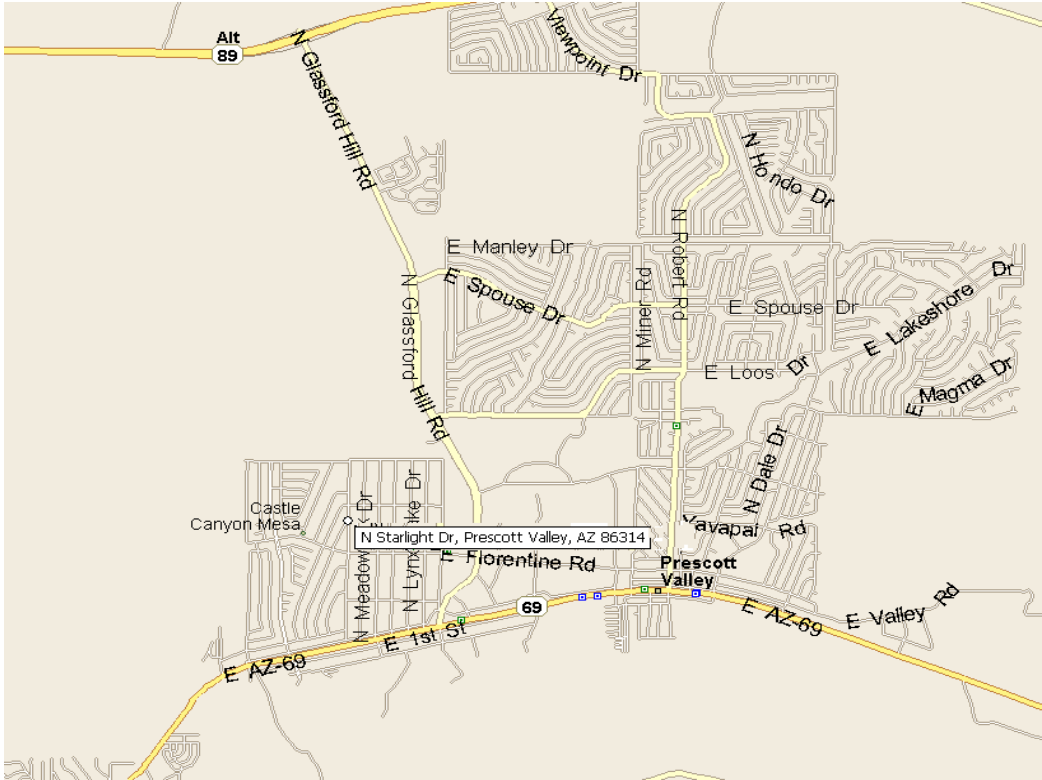 Alt
89
Viewpoint Dr
N Glassford Hill Rd
N Hondo Dr
N Robert Rd
E Manley Dr
N Miner Rd
E Spouse Dr
E Spouse Dr
E Lakeshore Dr
N Glassford Hill Rd
E Loos Dr
E Magma Dr
N Dale Dr
Castle
Canyon Mesa
N Meadow Dr
N Lynx Lake Dr
Yavapai Rd
N Starlight Dr, Prescott Valley, AZ 86314
E Florentine Rd
Prescott
Valley
69
E Valley Rd
E AZ-69
E 1st St
E AZ-69